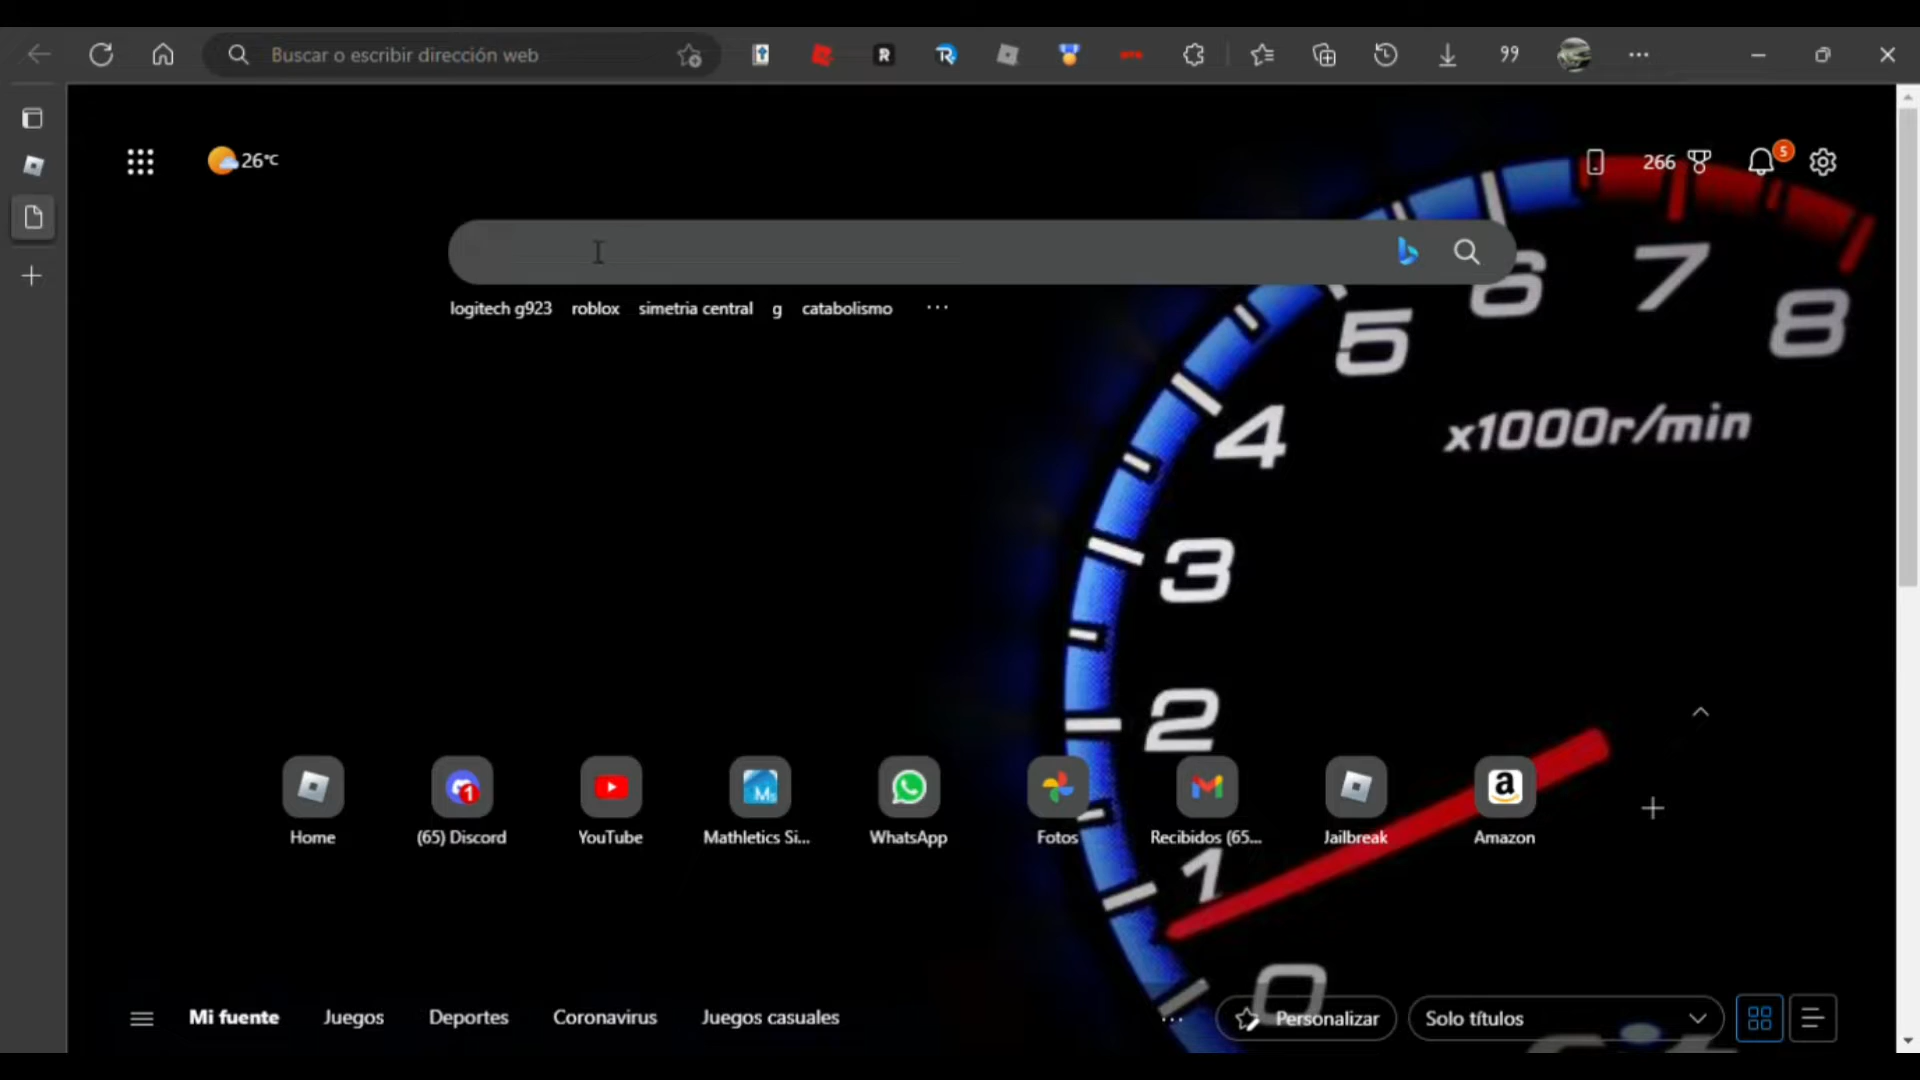 Buscar o escribir dirección web
26°C
266
5
logitech g923 roblox simetria central g catabolismo ...
8
7
6
5
x1000r/min
4
3
2
1
0
Home (65) Discord YouTube Mathletics Si... WhatsApp Fotos Recibidos (65... Jailbreak Amazon
Mi fuente Juegos Deportes Coronavirus Juegos casuales ... Personalizar Solo títulos